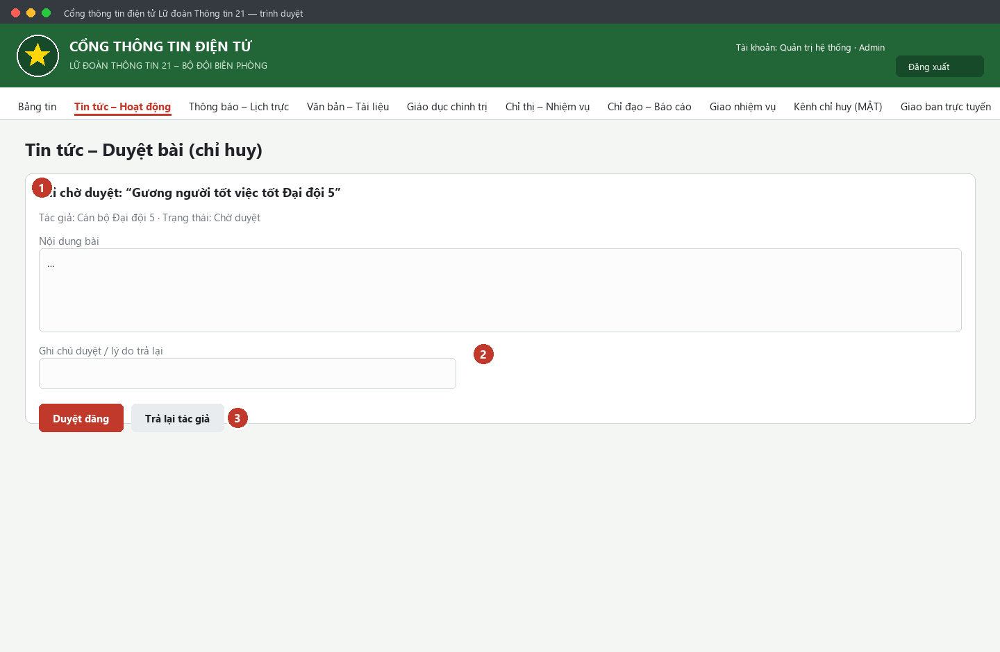 Cổng thông tin điện tử Lữ đoàn Thông tin 21 — trình duyệt
CỔNG THÔNG TIN ĐIỆN TỬ
LỮ ĐOÀN THÔNG TIN 21 – BỘ ĐỘI BIÊN PHÒNG
Tài khoản: Quản trị hệ thống · Admin
Đăng xuất
Bảng tin Tin tức – Hoạt động Thông báo – Lịch trực Văn bản – Tài liệu Giáo dục chính trị Chỉ thị – Nhiệm vụ Chỉ đạo – Báo cáo Giao nhiệm vụ Kênh chỉ huy (MẬT) Giao ban trực tuyến
Tin tức – Duyệt bài (chỉ huy)
1 chờ duyệt: “Gương người tốt việc tốt Đại đội 5”
Tác giả: Cán bộ Đại đội 5 · Trạng thái: Chờ duyệt
Nội dung bài
...
Ghi chú duyệt / lý do trả lại
2
Duyệt đăng Trả lại tác giả 3